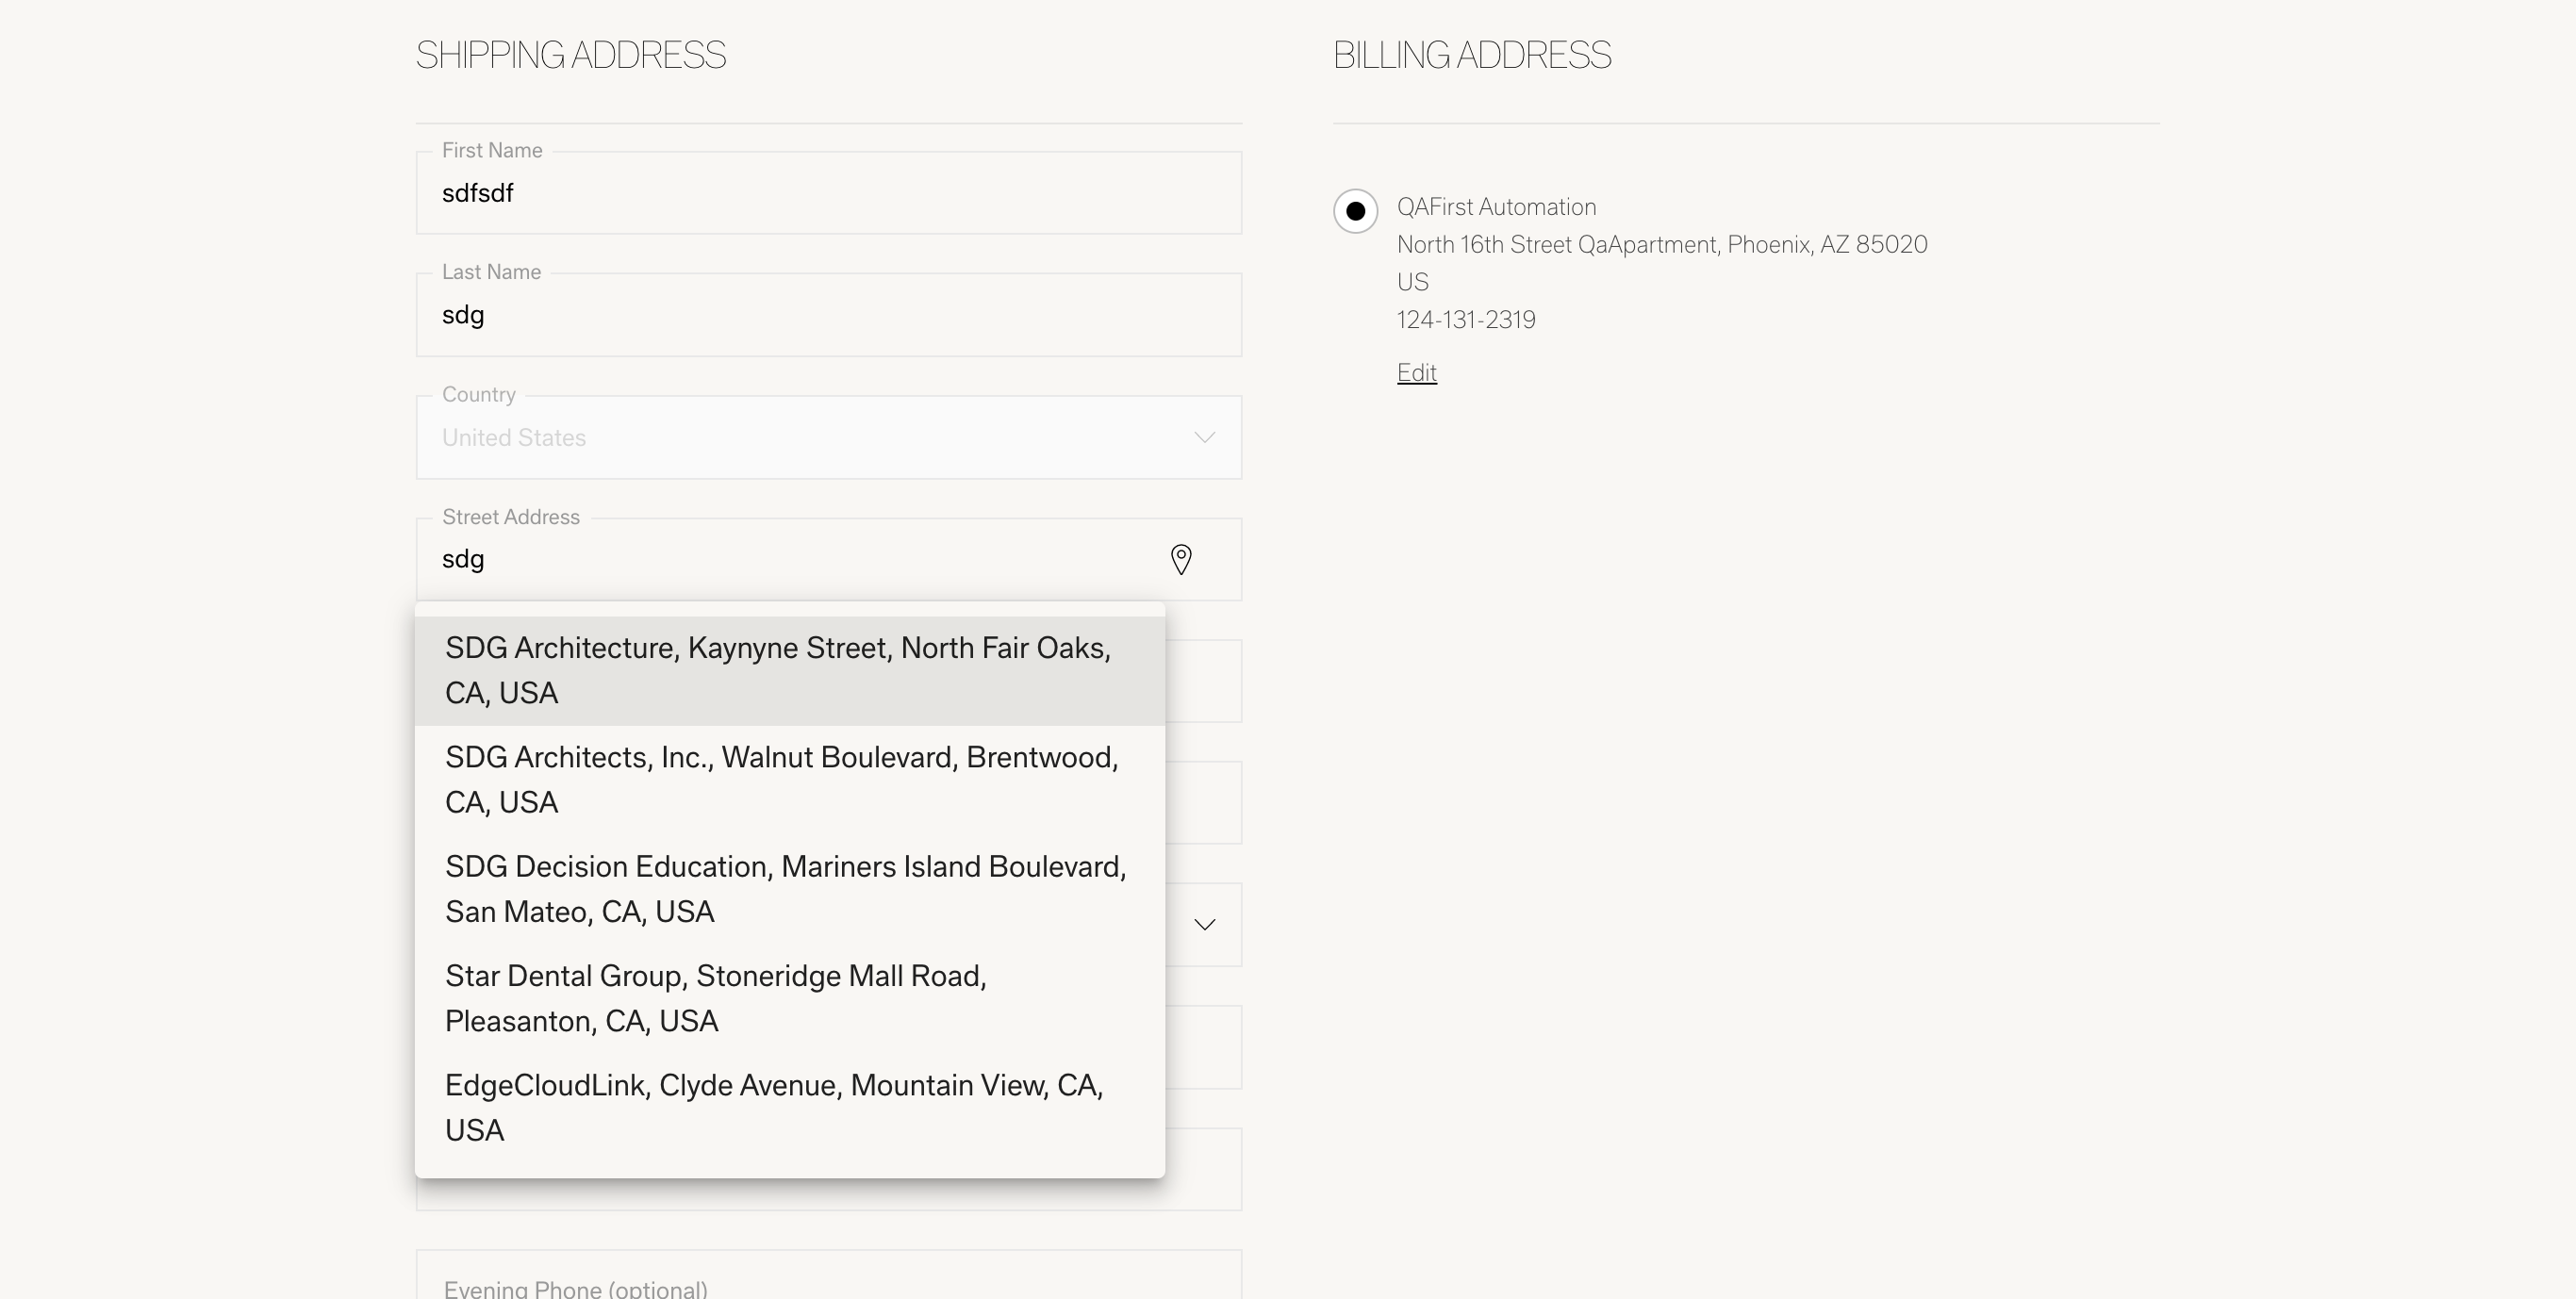 SHIPPING ADDRESS
First Name
sdfsdf
Last Name
sdg
Country
United States
Street Address
sdg
SDG Architecture, Kaynyne Street, North Fair Oaks,
CA, USA
SDG Architects, Inc., Walnut Boulevard, Brentwood,
CA, USA
SDG Decision Education, Mariners Island Boulevard,
San Mateo, CA, USA
Star Dental Group, Stoneridge Mall Road,
Pleasanton, CA, USA
EdgeCloudLink, Clyde Avenue, Mountain View, CA,
USA
Evening Phone (optional)
BILLING ADDRESS
QAFirst Automation
North 16th Street QaApartment, Phoenix, AZ 85020
US
124-131-2319
Edit